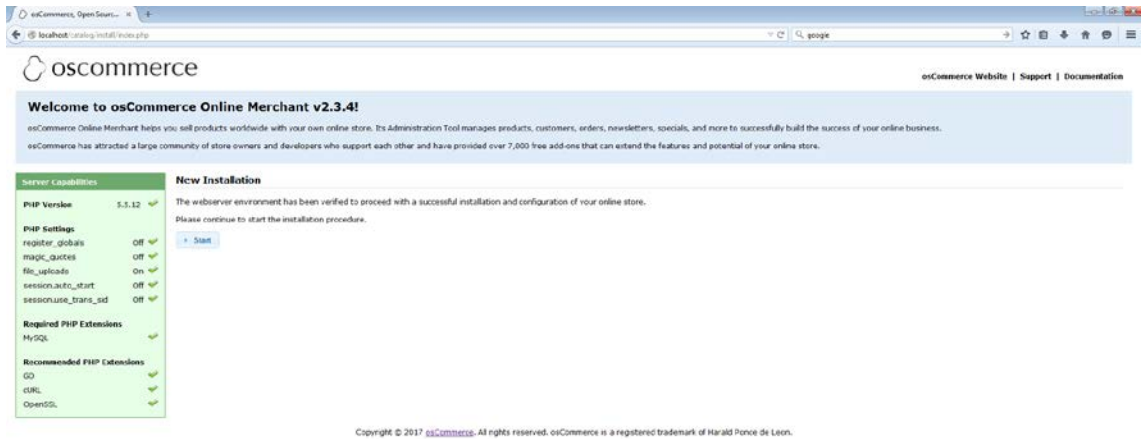 osCommerce, Open Sourc...
localhost/catalog/install/index.php
google
oscommerce
osCommerce Website | Support | Documentation
Welcome to osCommerce Online Merchant v2.3.4!
osCommerce Online Merchant helps you sell products worldwide with your own online store. Its Administration Tool manages products, customers, orders, newsletters, specials, and more to successfully build the success of your online business.
osCommerce has attracted a large community of store owners and developers who support each other and have provided over 7,000 free add-ons that can extend the features and potential of your online store.
Server Capabilities
PHP Version 5.5.12
PHP Settings
register_globals Off
magic_quotes Off
file_uploads On
session.auto_start Off
session.use_trans_sid Off
Required PHP Extensions
MySQL
Recommended PHP Extensions
GD
cURL
OpenSSL
New Installation
The webserver environment has been verified to proceed with a successful installation and configuration of your online store.
Please continue to start the installation procedure.
Start
Copyright © 2017 osCommerce. All rights reserved. osCommerce is a registered trademark of Harald Ponce de Leon.